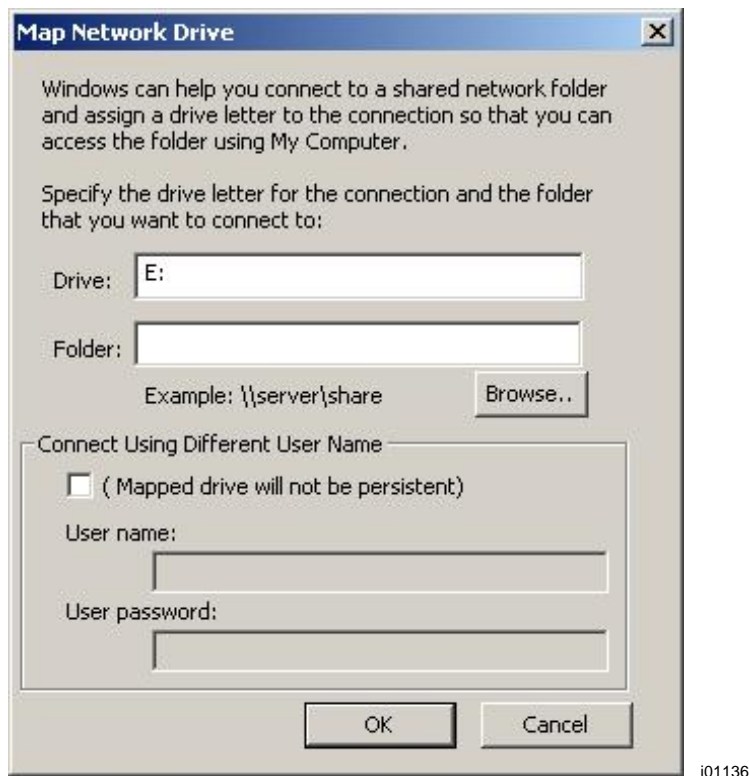 Map Network Drive
Windows can help you connect to a shared network folder
and assign a drive letter to the connection so that you can
access the folder using My Computer.
Specify the drive letter for the connection and the folder
that you want to connect to:
Drive: E:
Folder:
Example: \\server\share Browse..
Connect Using Different User Name
( Mapped drive will not be persistent)
User name:
User password:
OK Cancel
i01136